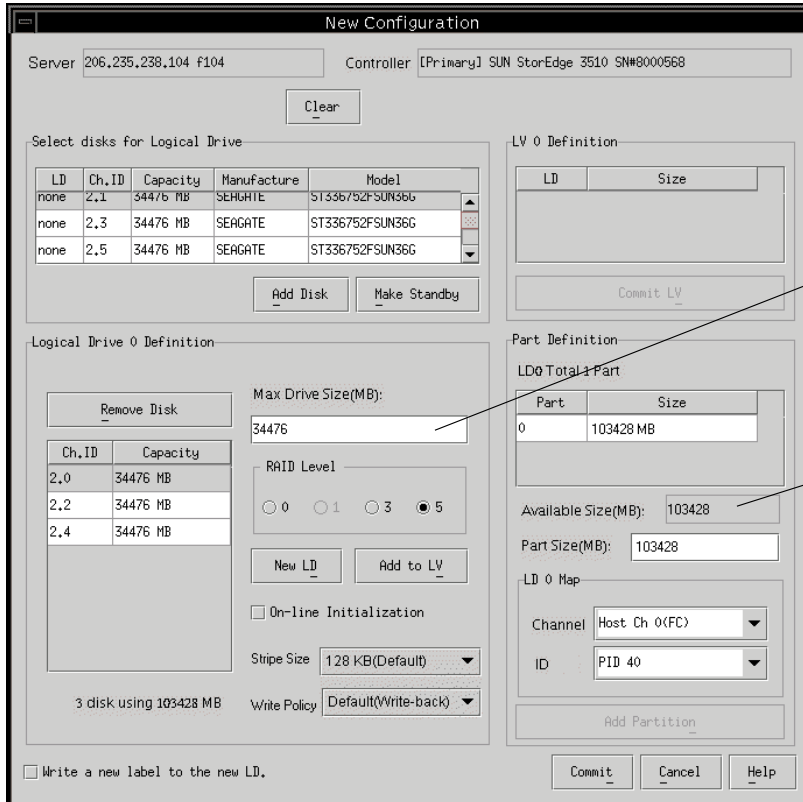 New Configuration
Server 206.235.238.104 f104 Controller [Primary] SUN StorEdge 3510 SN#8000568
Clear
Select disks for Logical Drive
LD Ch.ID Capacity Manufacture Model
none 2.1 34476 MB SEAGATE ST336752FSUN36G
none 2.3 34476 MB SEAGATE ST336752FSUN36G
none 2.5 34476 MB SEAGATE ST336752FSUN36G
Add Disk Make Standby
LV 0 Definition
LD Size
Commit LV
Logical Drive 0 Definition
Remove Disk
Ch.ID Capacity
2.0 34476 MB
2.2 34476 MB
2.4 34476 MB
3 disk using 103428 MB
Max Drive Size(MB):
34476
RAID Level
0 1 3 5
New LD Add to LV
On-line Initialization
Stripe Size 128 KB(Default)
Write Policy Default(Write-back)
Part Definition
LD0 Total 1 Part
Part Size
0 103428 MB
Available Size(MB): 103428
Part Size(MB): 103428
LD 0 Map
Channel Host Ch 0(FC)
ID PID 40
Add Partition
Write a new label to the new LD.
Commit Cancel Help